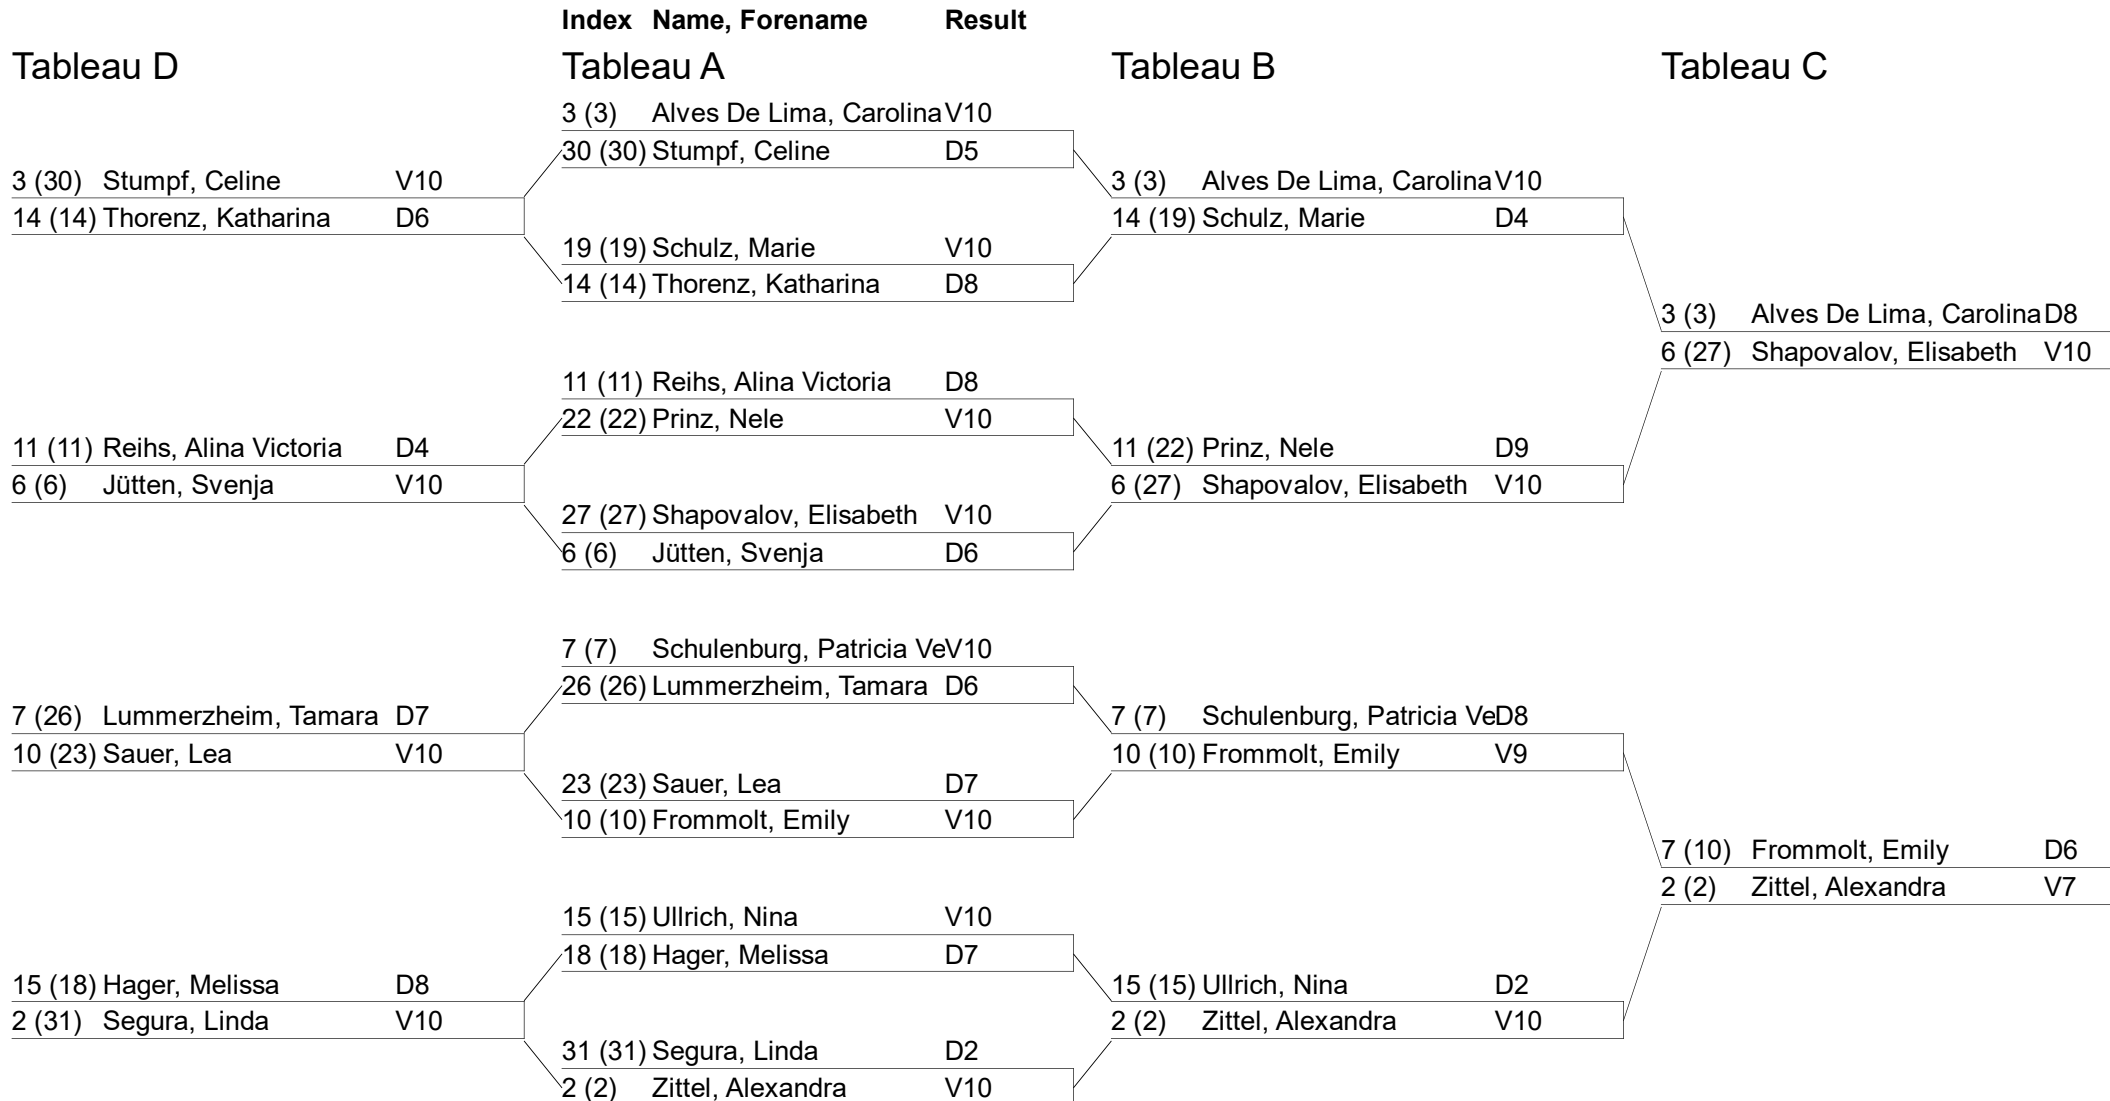 Index Name, Forename Result
Tableau D Tableau A Tableau B Tableau C
3 (3) Alves De Lima, Carolina V10
30 (30) Stumpf, Celine D5
3 (30) Stumpf, Celine V10 3 (3) Alves De Lima, Carolina V10
14 (14) Thorenz, Katharina D6 14 (19) Schulz, Marie D4
19 (19) Schulz, Marie V10
14 (14) Thorenz, Katharina D8
3 (3) Alves De Lima, Carolina D8
6 (27) Shapovalov, Elisabeth V10
11 (11) Reihs, Alina Victoria D8
22 (22) Prinz, Nele V10
11 (11) Reihs, Alina Victoria D4 11 (22) Prinz, Nele D9
6 (6) Jütten, Svenja V10 6 (27) Shapovalov, Elisabeth V10
27 (27) Shapovalov, Elisabeth V10
6 (6) Jütten, Svenja D6
7 (7) Schulenburg, Patricia Ve V10
26 (26) Lummerzheim, Tamara D6
7 (26) Lummerzheim, Tamara D7 7 (7) Schulenburg, Patricia Ve D8
10 (23) Sauer, Lea V10 10 (10) Frommolt, Emily V9
23 (23) Sauer, Lea D7
10 (10) Frommolt, Emily V10
7 (10) Frommolt, Emily D6
2 (2) Zittel, Alexandra V7
15 (15) Ullrich, Nina V10
18 (18) Hager, Melissa D7
15 (18) Hager, Melissa D8 15 (15) Ullrich, Nina D2
2 (31) Segura, Linda V10 2 (2) Zittel, Alexandra V10
31 (31) Segura, Linda D2
2 (2) Zittel, Alexandra V10